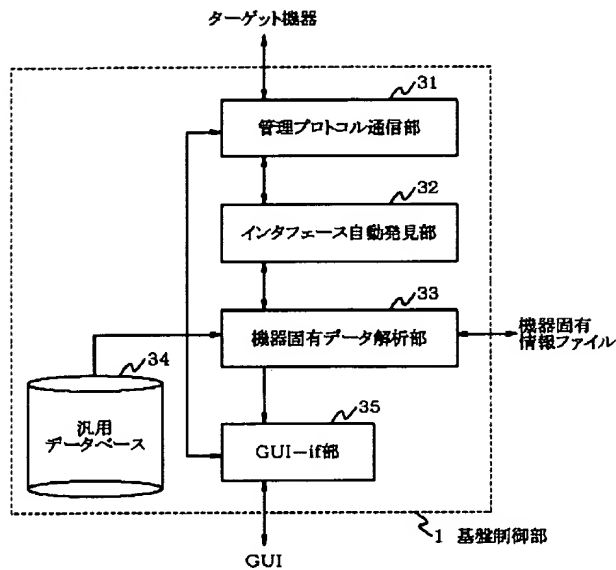 ターゲット機器
31
管理プロトコル通信部
32
インタフェース自動発見部
33
機器固有データ解析部
機器固有
情報ファイル
34
汎用
データベース
35
GUI-if部
1 基盤制御部
GUI